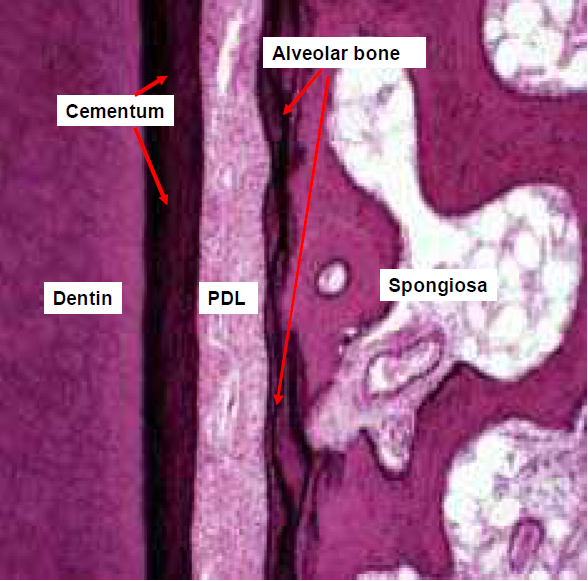 Alveolar bone
Cementum
Dentin
PDL
Spongiosa